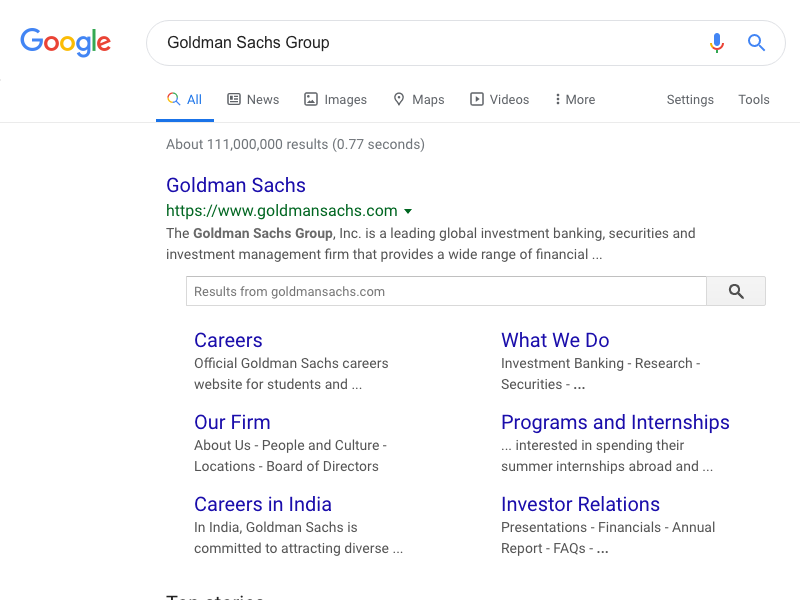 Google
Goldman Sachs Group
All News Images Maps Videos More Settings Tools
About 111,000,000 results (0.77 seconds)
Goldman Sachs
https://www.goldmansachs.com
The Goldman Sachs Group, Inc. is a leading global investment banking, securities and
investment management firm that provides a wide range of financial ...
Results from goldmansachs.com
Careers
Official Goldman Sachs careers
website for students and ...
What We Do
Investment Banking - Research -
Securities - ...
Our Firm
About Us - People and Culture -
Locations - Board of Directors
Programs and Internships
... interested in spending their
summer internships abroad and ...
Careers in India
In India, Goldman Sachs is
committed to attracting diverse ...
Investor Relations
Presentations - Financials - Annual
Report - FAQs - ...
Top stories